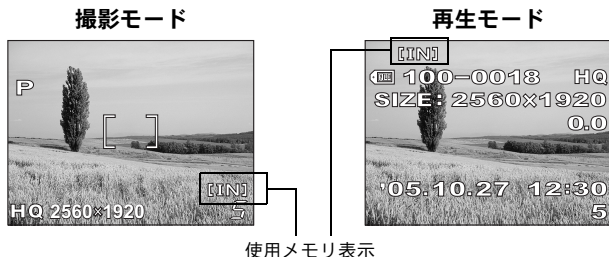 撮影モード
P
[IN]
HQ 2560×1920
5
再生モード
[IN]
100-0018 HQ
SIZE: 2560×1920
0.0
'05.10.27 12:30
5
使用メモリ表示